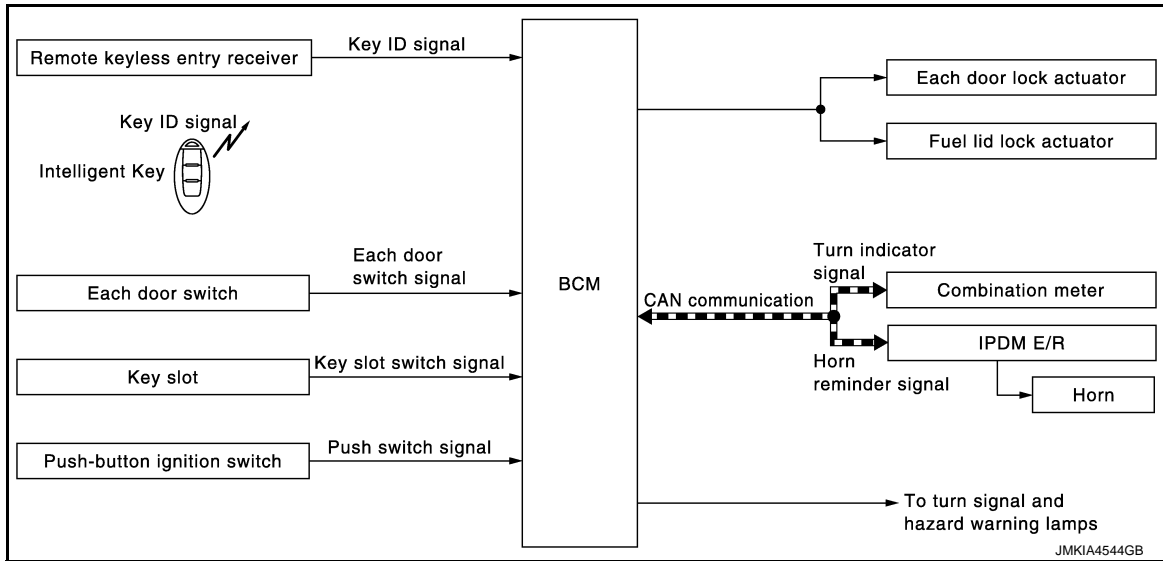 Remote keyless entry receiver
Key ID signal
Key ID signal
Intelligent Key
Each door
switch signal
Each door switch
Key slot switch signal
Key slot
Push switch signal
Push-button ignition switch
BCM
Each door lock actuator
Fuel lid lock actuator
Turn indicator
signal
CAN communication
Combination meter
IPDM E/R
Horn
reminder signal
Horn
To turn signal and
hazard warning lamps
JMKIA4544GB